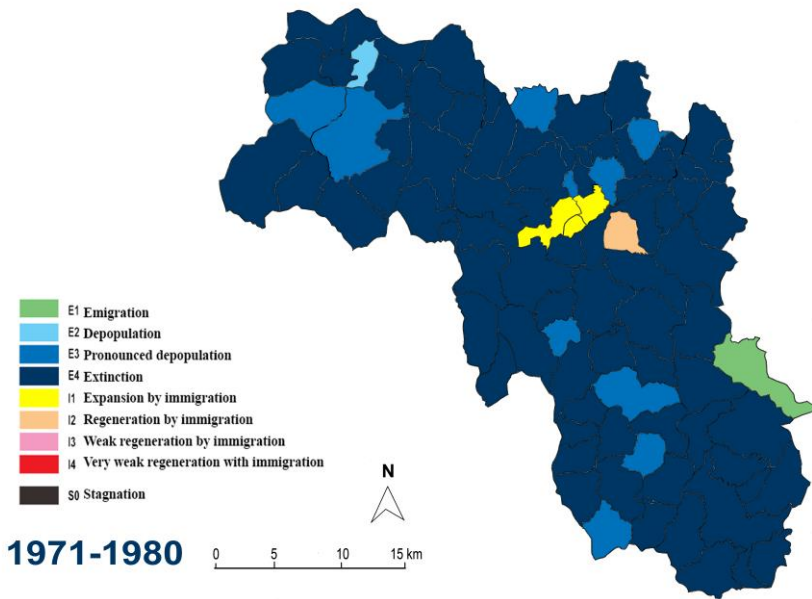 E1 Emigration
E2 Depopulation
E3 Pronounced depopulation
E4 Extinction
I1 Expansion by immigration
I2 Regeneration by immigration
I3 Weak regeneration by immigration
I4 Very weak regeneration with immigration
S0 Stagnation
N
1971-1980
0 5 10 15 km